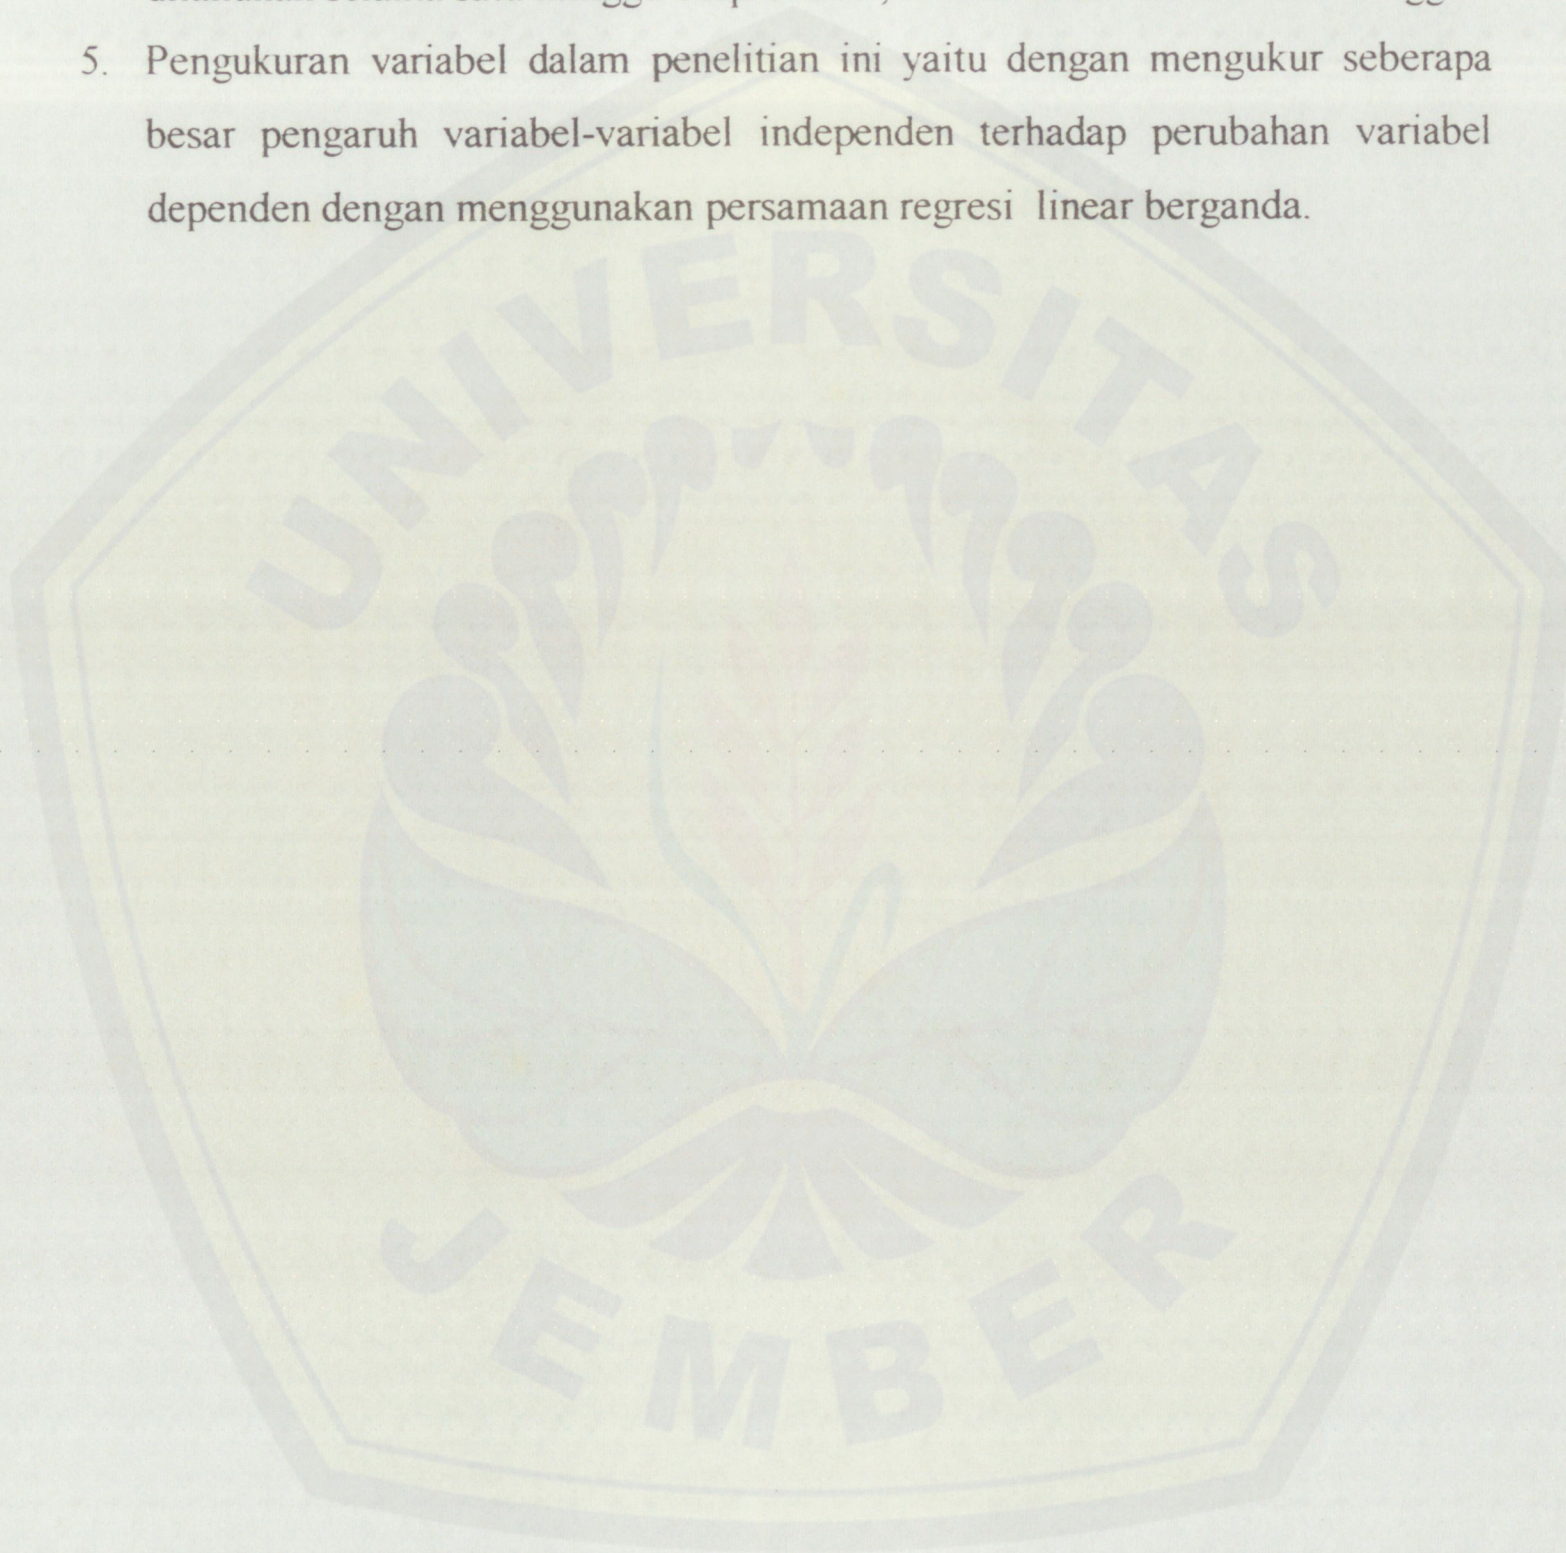 5. Pengukuran variabel dalam penelitian ini yaitu dengan mengukur seberapa
besar pengaruh variabel-variabel independen terhadap perubahan variabel
dependen dengan menggunakan persamaan regresi linear berganda.
UNIVERSITAS
JEMBER